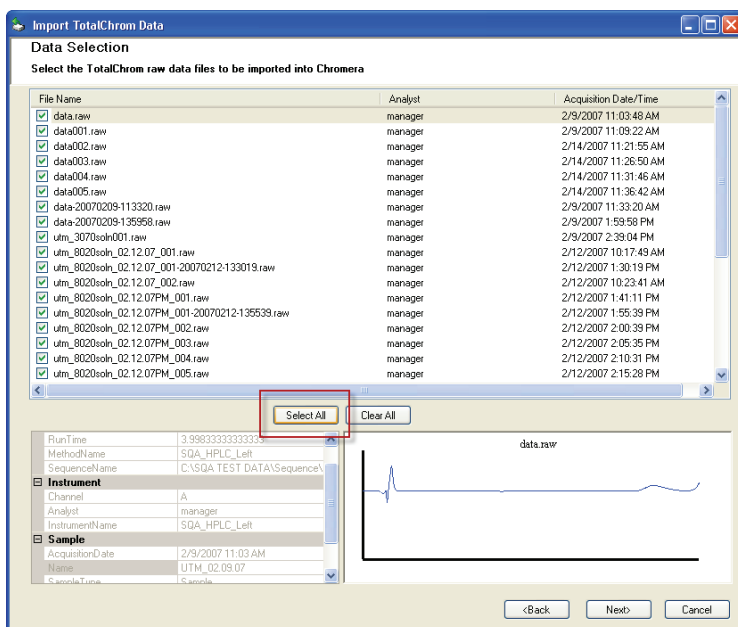 Import TotalChrom Data
Data Selection
Select the TotalChrom raw data files to be imported into Chromera
File Name Analyst Acquisition Date/Time
data.raw manager 2/9/2007 11:03:48 AM
data001.raw manager 2/9/2007 11:09:22 AM
data002.raw manager 2/14/2007 11:21:55 AM
data003.raw manager 2/14/2007 11:26:50 AM
data004.raw manager 2/14/2007 11:31:46 AM
data005.raw manager 2/14/2007 11:36:42 AM
data-20070209-113320.raw manager 2/9/2007 11:33:20 AM
data-20070209-135958.raw manager 2/9/2007 1:59:58 PM
utm_3070soln001.raw manager 2/9/2007 2:39:04 PM
utm_8020soln_02.12.07_001.raw manager 2/12/2007 10:17:49 AM
utm_8020soln_02.12.07_001-20070212-133019.raw manager 2/12/2007 1:30:19 PM
utm_8020soln_02.12.07_002.raw manager 2/12/2007 10:23:41 AM
utm_8020soln_02.12.07PM_001.raw manager 2/12/2007 1:41:11 PM
utm_8020soln_02.12.07PM_001-20070212-135539.raw manager 2/12/2007 1:55:39 PM
utm_8020soln_02.12.07PM_002.raw manager 2/12/2007 2:00:39 PM
utm_8020soln_02.12.07PM_003.raw manager 2/12/2007 2:05:35 PM
utm_8020soln_02.12.07PM_004.raw manager 2/12/2007 2:10:31 PM
utm_8020soln_02.12.07PM_005.raw manager 2/12/2007 2:15:28 PM
Select All Clear All
RunTime 3.99833333333333
MethodName SQA_HPLC_Left
SequenceName C:\SQA TEST DATA\Sequence\
Instrument
Channel A
Analyst manager
InstrumentName SQA_HPLC_Left
Sample
AcquisitionDate 2/9/2007 11:03 AM
Name UTM_02.09.07
SampleType Sample
data.raw
<Back Next> Cancel